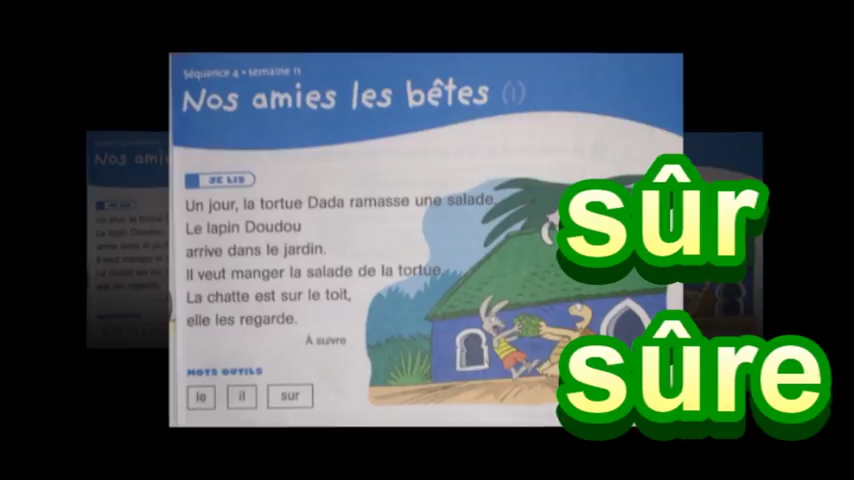 Séquence 4 • semaine 11
Nos amies les bêtes (1)
JE LIS
Un jour, la tortue Dada ramasse une salade.
Le lapin Doudou
arrive dans le jardin.
Il veut manger la salade de la tortue.
La chatte est sur le toit,
elle les regarde.
À suivre
MOTS OUTILS
le il sur
sûr
sûre